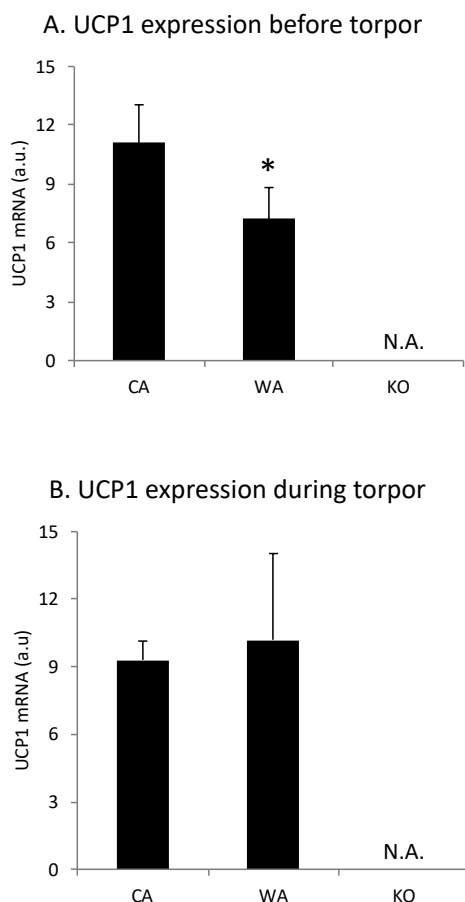 A. UCP1 expression before torpor
15
12
9
6
3
0
UCP1 mRNA (a.u.)
*
N.A.
CA WA KO
B. UCP1 expression during torpor
15
12
9
6
3
0
UCP1 mRNA (a.u)
N.A.
CA WA KO